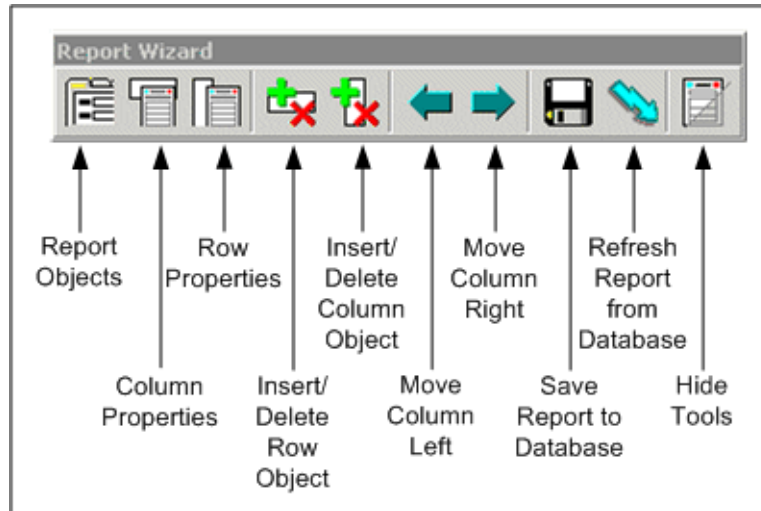 Report Wizard
Report
Objects
Row
Properties
Insert/
Delete
Column
Object
Move
Column
Right
Refresh
Report
from
Database
Column
Properties
Insert/
Delete
Row
Object
Move
Column
Left
Save
Report to
Database
Hide
Tools